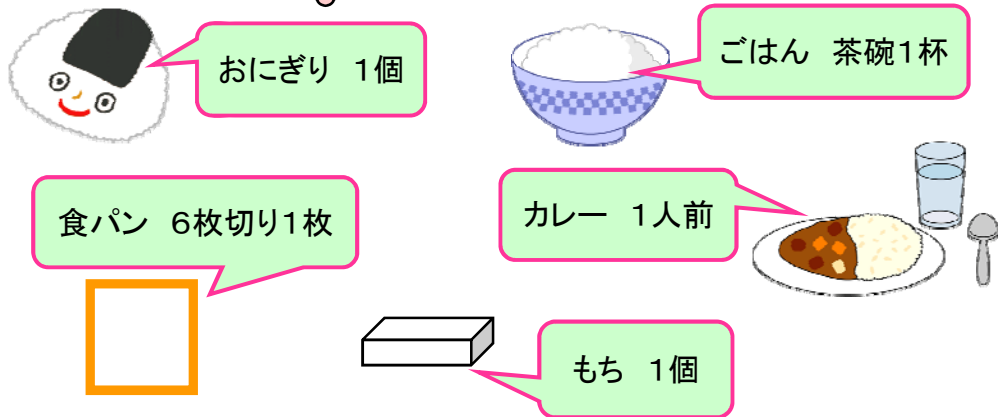 おにぎり　１個
ごはん　茶碗１杯
食パン　６枚切り１枚
カレー　１人前
もち　１個